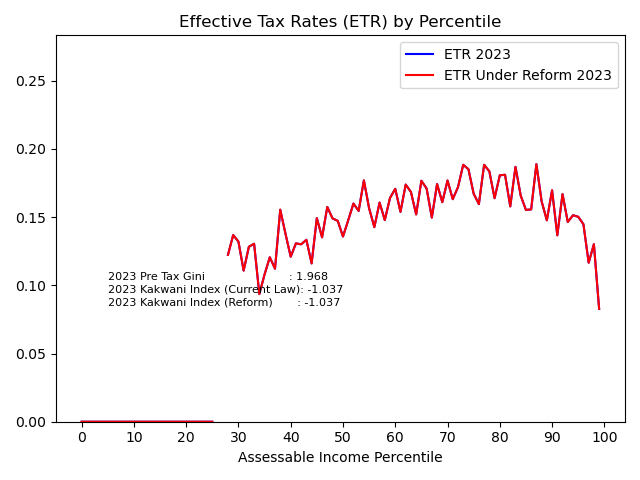 Effective Tax Rates (ETR) by Percentile
ETR 2023
ETR Under Reform 2023
0.25
0.20
0.15
0.10
0.05
0.00
2023 Pre Tax Gini : 1.968
2023 Kakwani Index (Current Law): -1.037
2023 Kakwani Index (Reform) : -1.037
0 10 20 30 40 50 60 70 80 90 100
Assessable Income Percentile